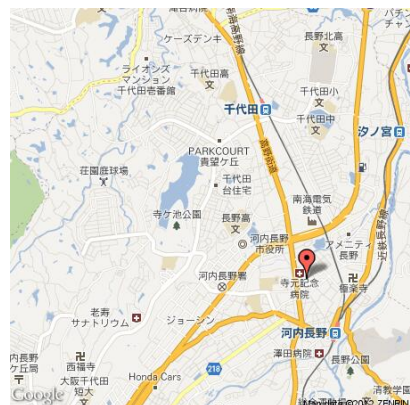 ケーズデンキ
長野北高
ライオンズ
マンション
千代田壱番館
千代田高
千代田小
千代田中
千代田
汐ノ宮
PARKCOURT
貴望ケ丘
高野街道
荘園庭球場
千代田
台住宅
寺ケ池公園
長野高
南海電気
鉄道
河内長野
市役所
アメニティ
長野
近鉄長野線
河内長野署
寺元記念
病院
極楽寺
老寿
サナトリウム
ジョーシン
河内長野
218
澤田病院
長野公園
西福寺
大阪千代田
短大
Honda Cars
清教学園
Google